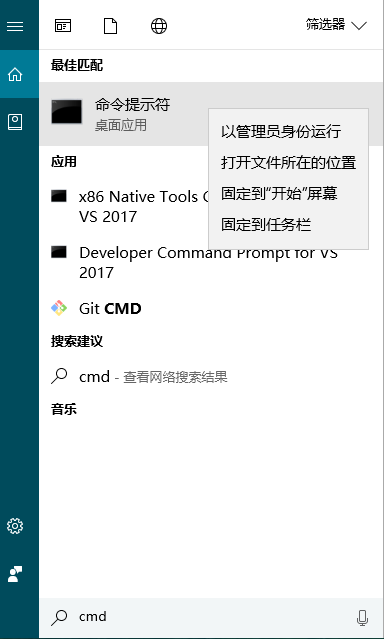 筛选器
最佳匹配
命令提示符
桌面应用
以管理员身份运行
打开文件所在的位置
固定到“开始”屏幕
固定到任务栏
应用
x86 Native Tools
VS 2017
Developer Command Prompt for VS
2017
Git CMD
搜索建议
cmd - 查看网络搜索结果
音乐
cmd